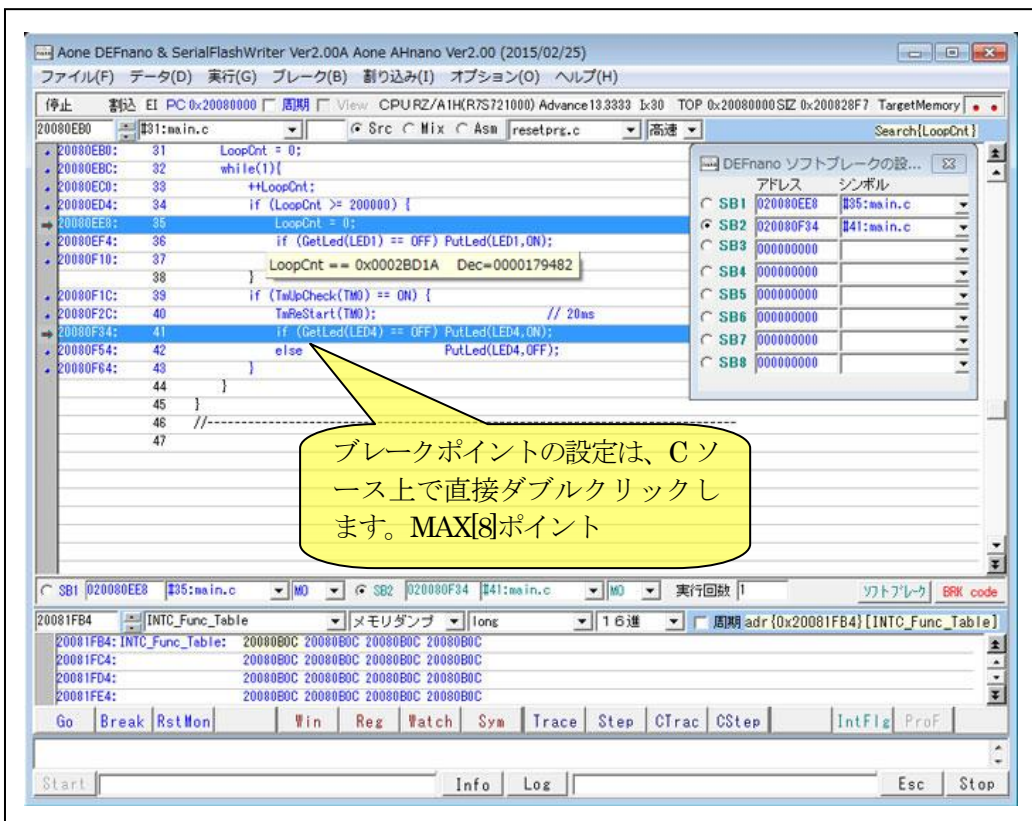 Aone DEFnano & SerialFlashWriter Ver2.00A Aone AHnano Ver2.00 (2015/02/25)
ファイル(F) データ(D) 実行(G) ブレーク(B) 割り込み(I) オプション(O) ヘルプ(H)
停止 割込 EI PC 0x20080000 周期 View CPU RZ/A1H(R7S721000) Advance13.3333 Ix30 TOP 0x20080000 SIZ 0x200828F7 TargetMemory
20080EB0 #31:main.c Src Mix Asm resetprg.c 高速 Search{LoopCnt}
20080EB0: 31 LoopCnt = 0;
20080EBC: 32 while(1){
20080EC0: 33 ++LoopCnt;
20080ED4: 34 if (LoopCnt >= 200000) {
20080EE8: 35 LoopCnt = 0;
20080EF4: 36 if (GetLed(LED1) == OFF) PutLed(LED1,ON);
20080F10: 37
LoopCnt == 0x0002BD1A Dec=0000179482
38 }
20080F1C: 39 if (TmUpCheck(TM0) == ON) {
20080F2C: 40 TmReStart(TM0); // 20ms
20080F34: 41 if (GetLed(LED4) == OFF) PutLed(LED4,ON);
20080F54: 42 else PutLed(LED4,OFF);
20080F64: 43 }
44 }
45 }
46 //-----------------------------------------------------------------------
47
DEFnano ソフトブレークの設...
アドレス シンボル
SB1 020080EE8 #35:main.c
SB2 020080F34 #41:main.c
SB3 000000000
SB4 000000000
SB5 000000000
SB6 000000000
SB7 000000000
SB8 000000000
ブレークポイントの設定は、C ソ
ース上で直接ダブルクリックし
ます。MAX[8]ポイント
SB1 020080EE8 #35:main.c M0 SB2 020080F34 #41:main.c M0 実行回数 1 ソフトブレーク BRK code
20081FB4 INTC_Func_Table メモリダンプ long 16進 周期 adr{0x20081FB4}[INTC_Func_Table]
20081FB4: INTC_Func_Table: 20080B0C 20080B0C 20080B0C 20080B0C
20081FC4: 20080B0C 20080B0C 20080B0C 20080B0C
20081FD4: 20080B0C 20080B0C 20080B0C 20080B0C
20081FE4: 20080B0C 20080B0C 20080B0C 20080B0C
Go Break RstMon Win Reg Watch Sym Trace Step CTrac CStep IntFlg ProF
Start Info Log Esc Stop